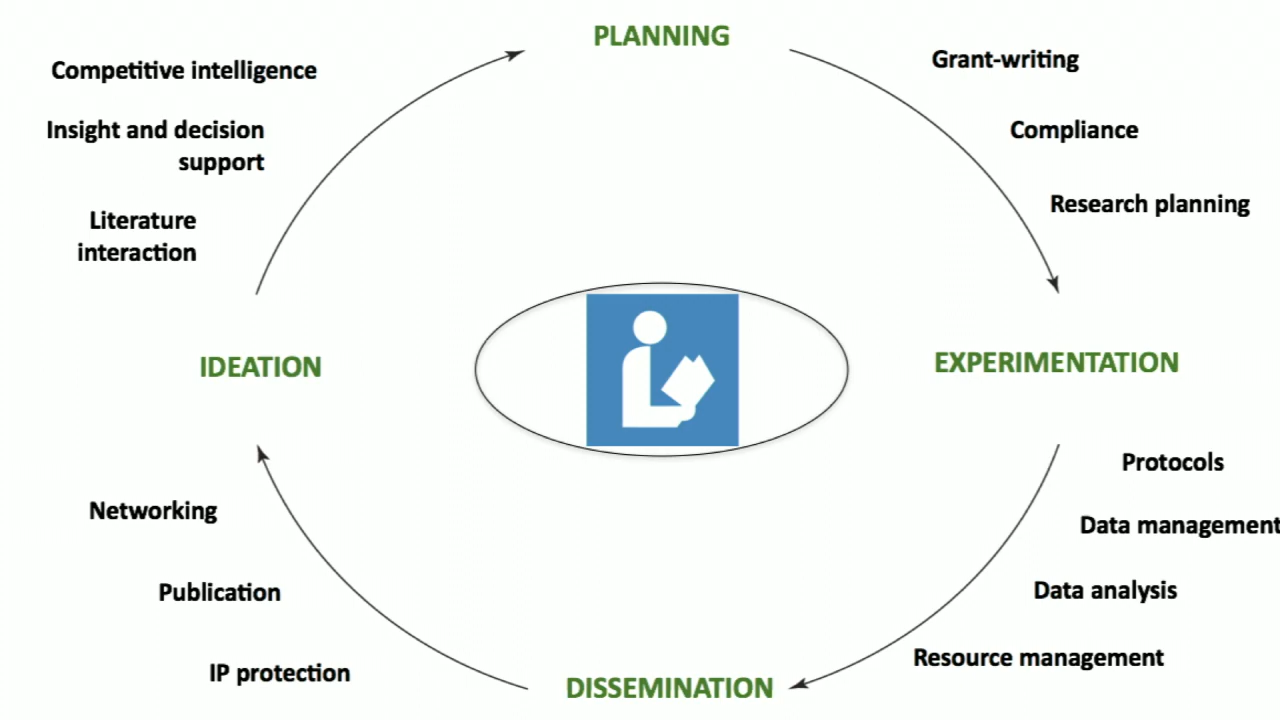 PLANNING
Competitive intelligence
Grant-writing
Insight and decision
support
Compliance
Literature
interaction
Research planning
IDEATION
EXPERIMENTATION
Protocols
Networking
Data management
Publication
Data analysis
IP protection
Resource management
DISSEMINATION